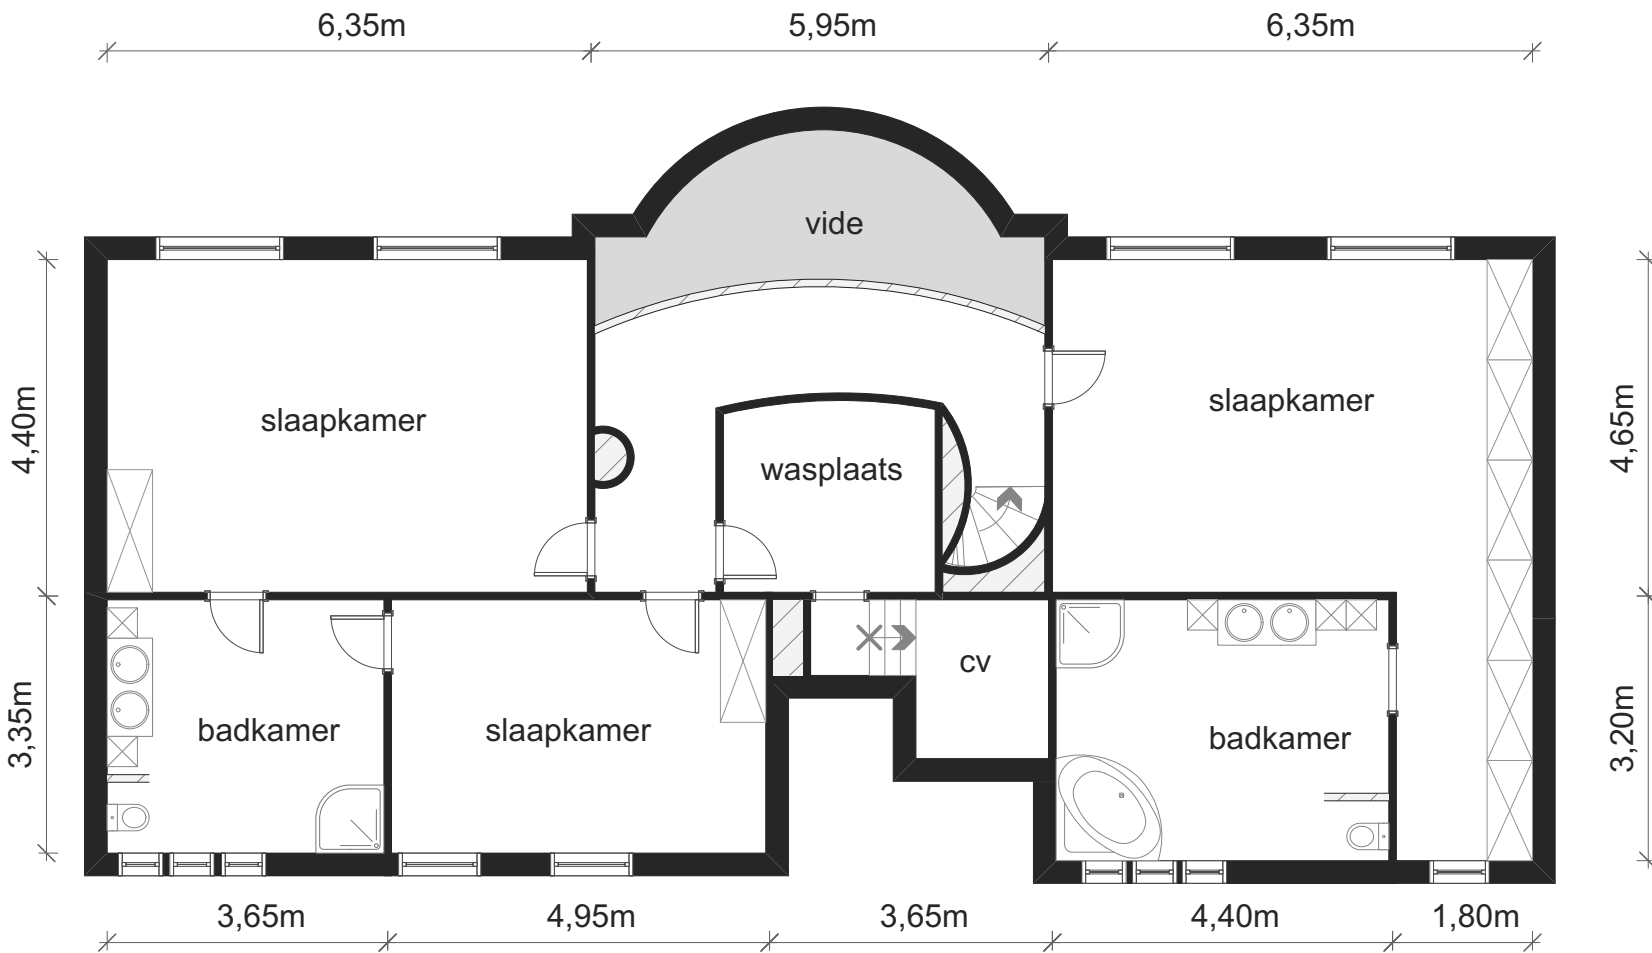 6,35m 5,95m 6,35m
vide
4,40m
slaapkamer
wasplaats
slaapkamer
4,65m
3,35m
badkamer
slaapkamer
cv
badkamer
3,20m
3,65m 4,95m 3,65m 4,40m 1,80m